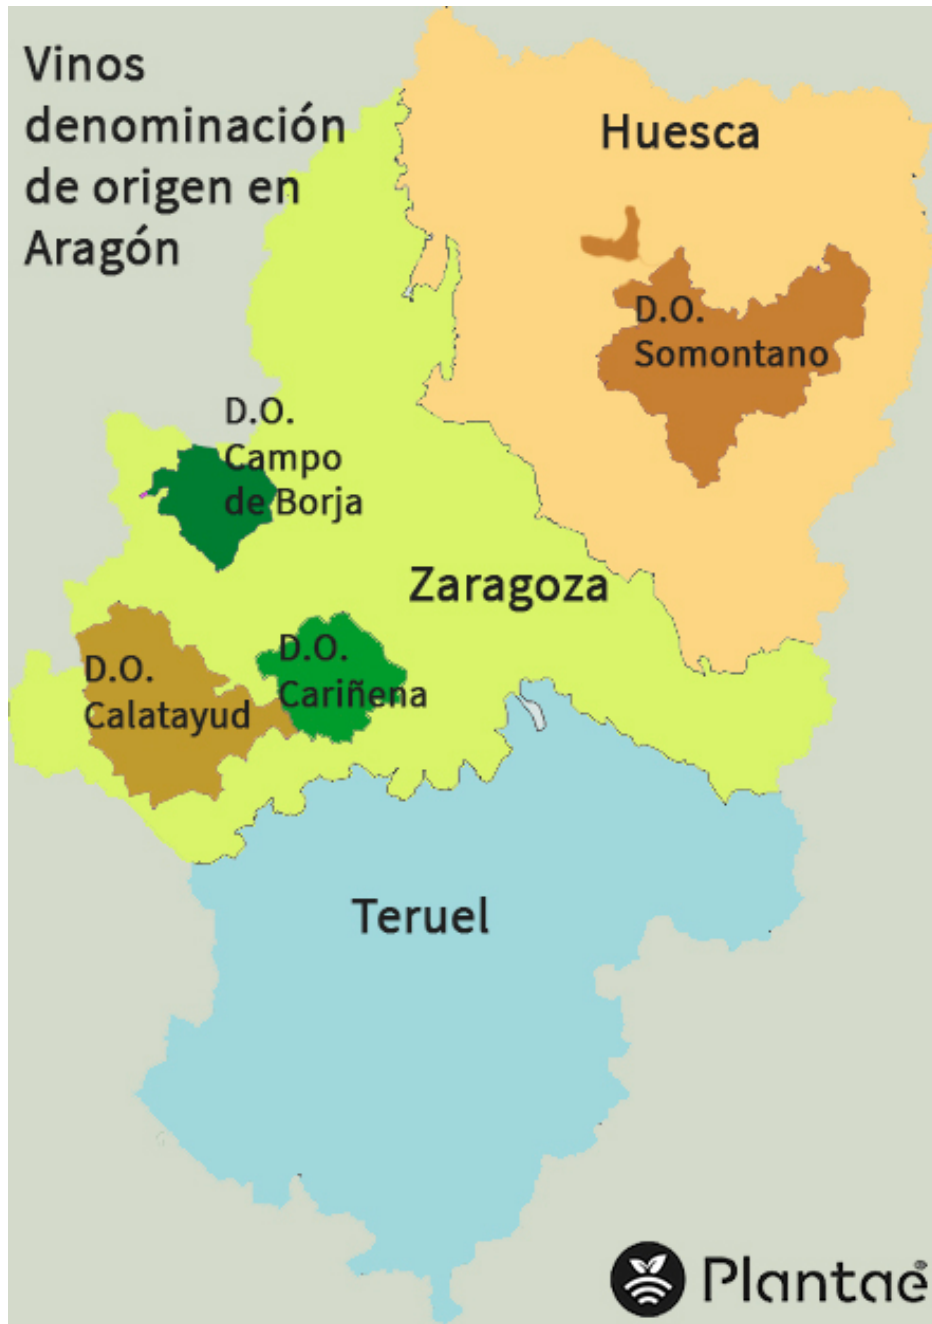 Vinos
denominación
de origen en
Aragón
Huesca
D.O.
Somontano
D.O.
Campo
de Borja
Zaragoza
D.O.
Cariñena
D.O.
Calatayud
Teruel
Plantae®